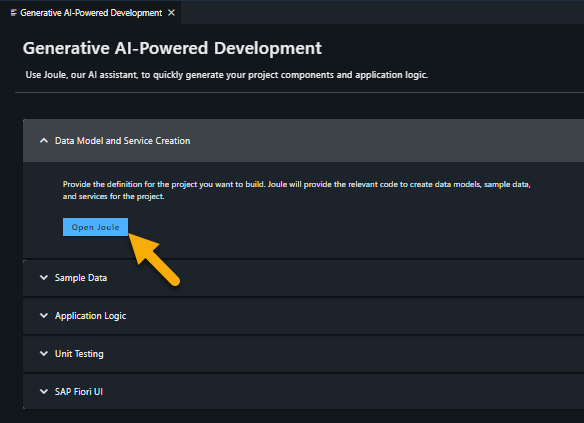 Generative AI-Powered Development
Generative AI-Powered Development
Use Joule, our AI assistant, to quickly generate your project components and application logic.
Data Model and Service Creation
Provide the definition for the project you want to build. Joule will provide the relevant code to create data models, sample data,
and services for the project.
Open Joule
Sample Data
Application Logic
Unit Testing
SAP Fiori UI